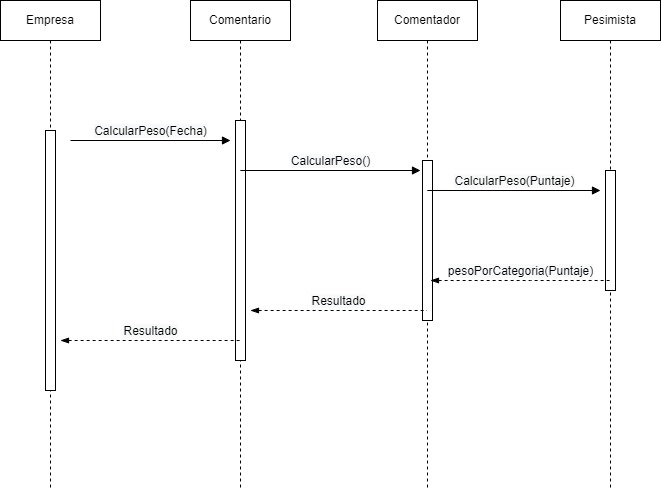 Empresa
Comentario
Comentador
Pesimista
CalcularPeso(Fecha)
CalcularPeso()
CalcularPeso(Puntaje)
pesoPorCategoria(Puntaje)
Resultado
Resultado